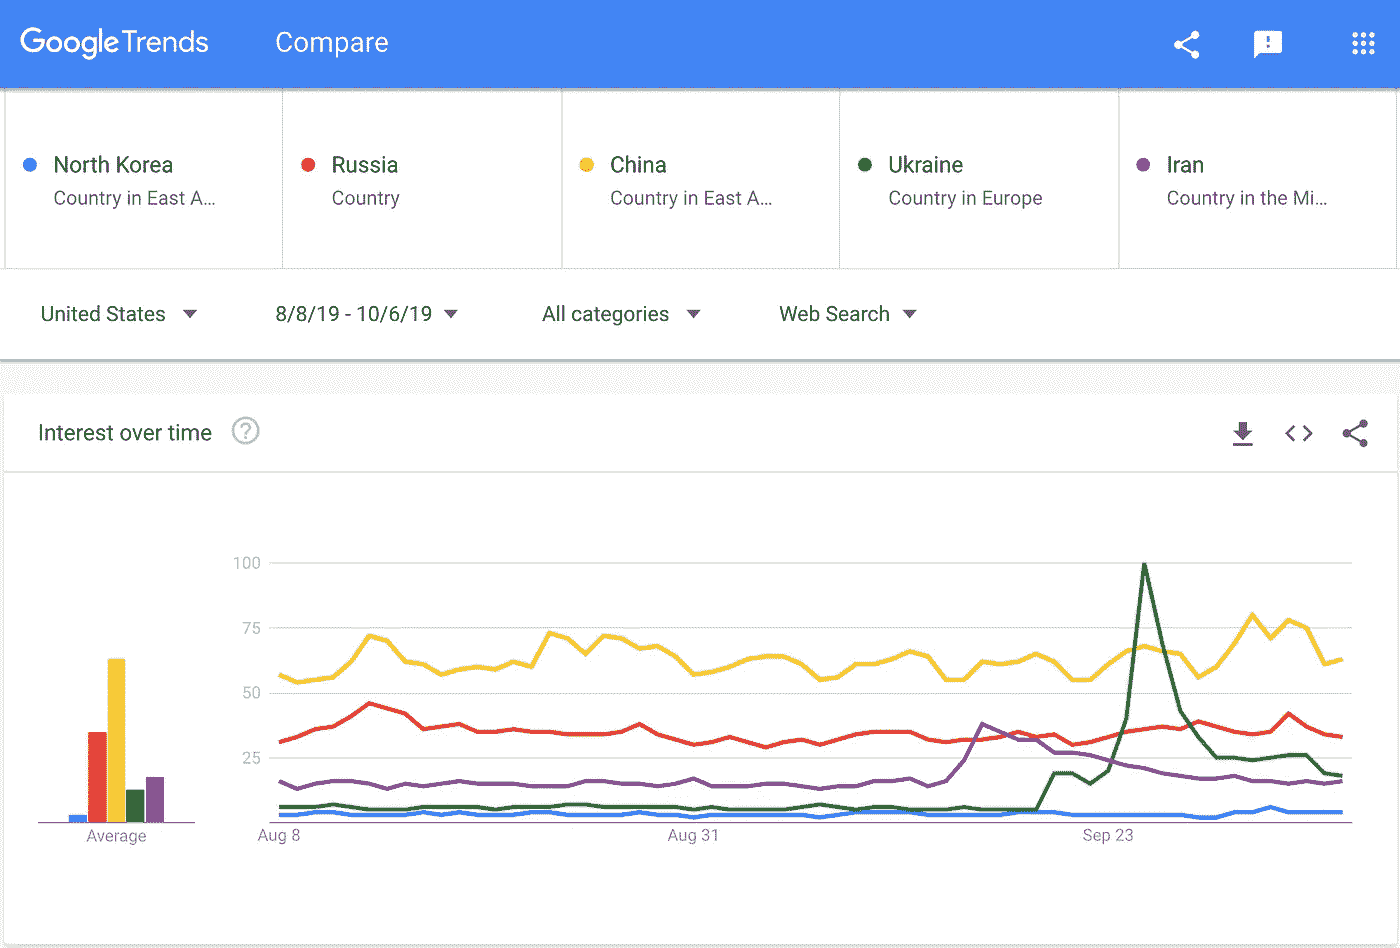 Google Trends Compare
North Korea
Country in East A...
Russia
Country
China
Country in East A...
Ukraine
Country in Europe
Iran
Country in the Mi...
United States 8/8/19 - 10/6/19 All categories Web Search
Interest over time ?
100
75
50
25
Average
Aug 8 Aug 31 Sep 23